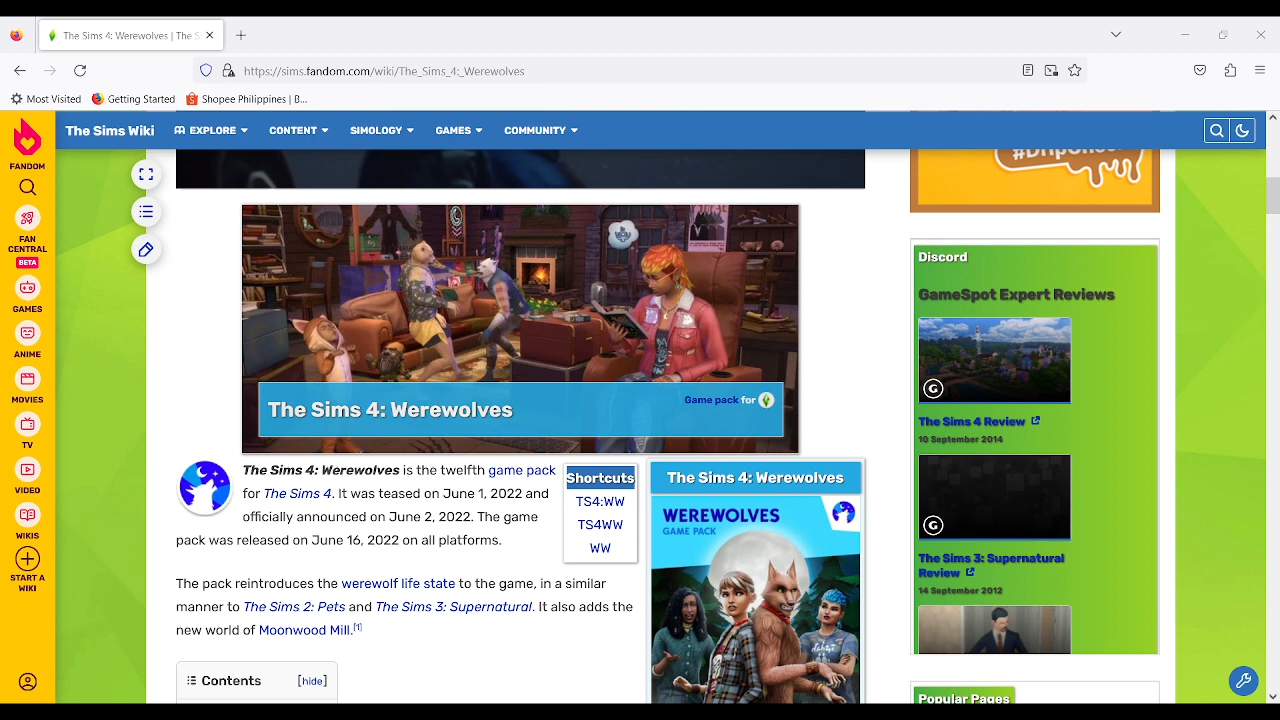 The Sims 4: Werewolves | The S
https://sims.fandom.com/wiki/The_Sims_4:_Werewolves
Most Visited
Getting Started
Shopee Philippines | B...
The Sims Wiki
EXPLORE
CONTENT
SIMOLOGY
GAMES
COMMUNITY
FANDOM
FAN
CENTRAL
BETA
GAMES
ANIME
MOVIES
TV
VIDEO
WIKIS
START A
WIKI
The Sims 4: Werewolves
Game pack for
The Sims 4: Werewolves is the twelfth game pack
for The Sims 4. It was teased on June 1, 2022 and
officially announced on June 2, 2022. The game
pack was released on June 16, 2022 on all platforms.
Shortcuts
TS4:WW
TS4WW
WW
The pack reintroduces the werewolf life state to the game, in a similar
manner to The Sims 2: Pets and The Sims 3: Supernatural. It also adds the
new world of Moonwood Mill.[1]
Contents [hide]
The Sims 4: Werewolves
WEREWOLVES
GAME PACK
Discord
GameSpot Expert Reviews
G
The Sims 4 Review
10 September 2014
G
The Sims 3: Supernatural
Review
14 September 2012
Popular Pages